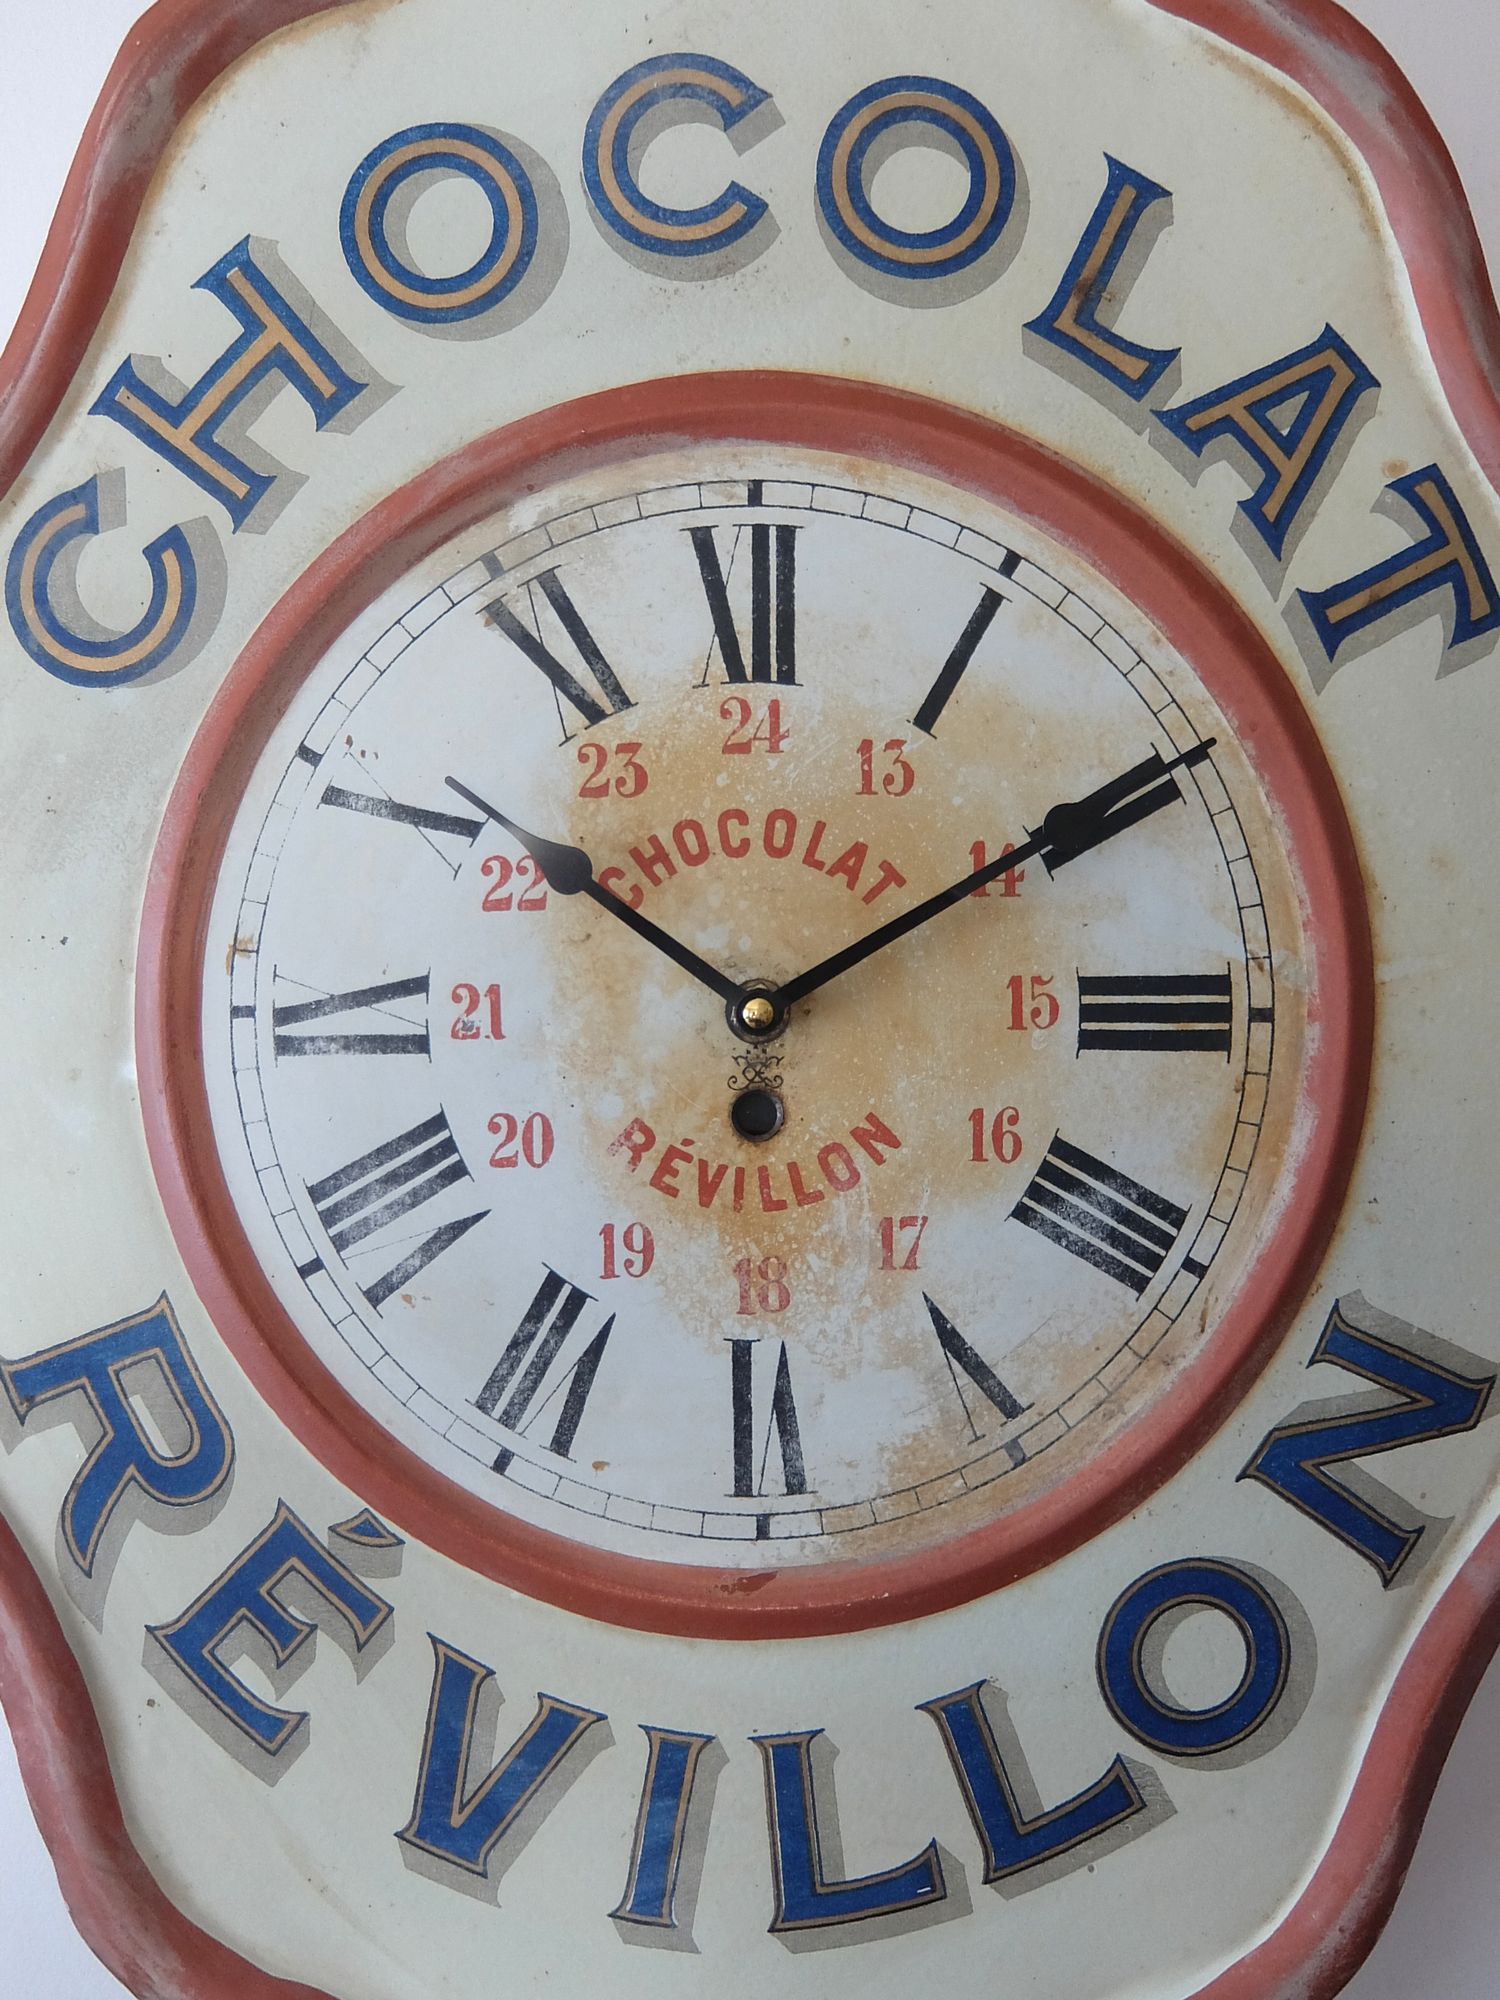 CHOCOLAT
XII
I
II
III
IIII
V
VI
VII
VIII
IX
X
XI
24
13
14
15
16
17
18
19
20
21
22
23
CHOCOLAT
RÉVILLON
RÉVILLON